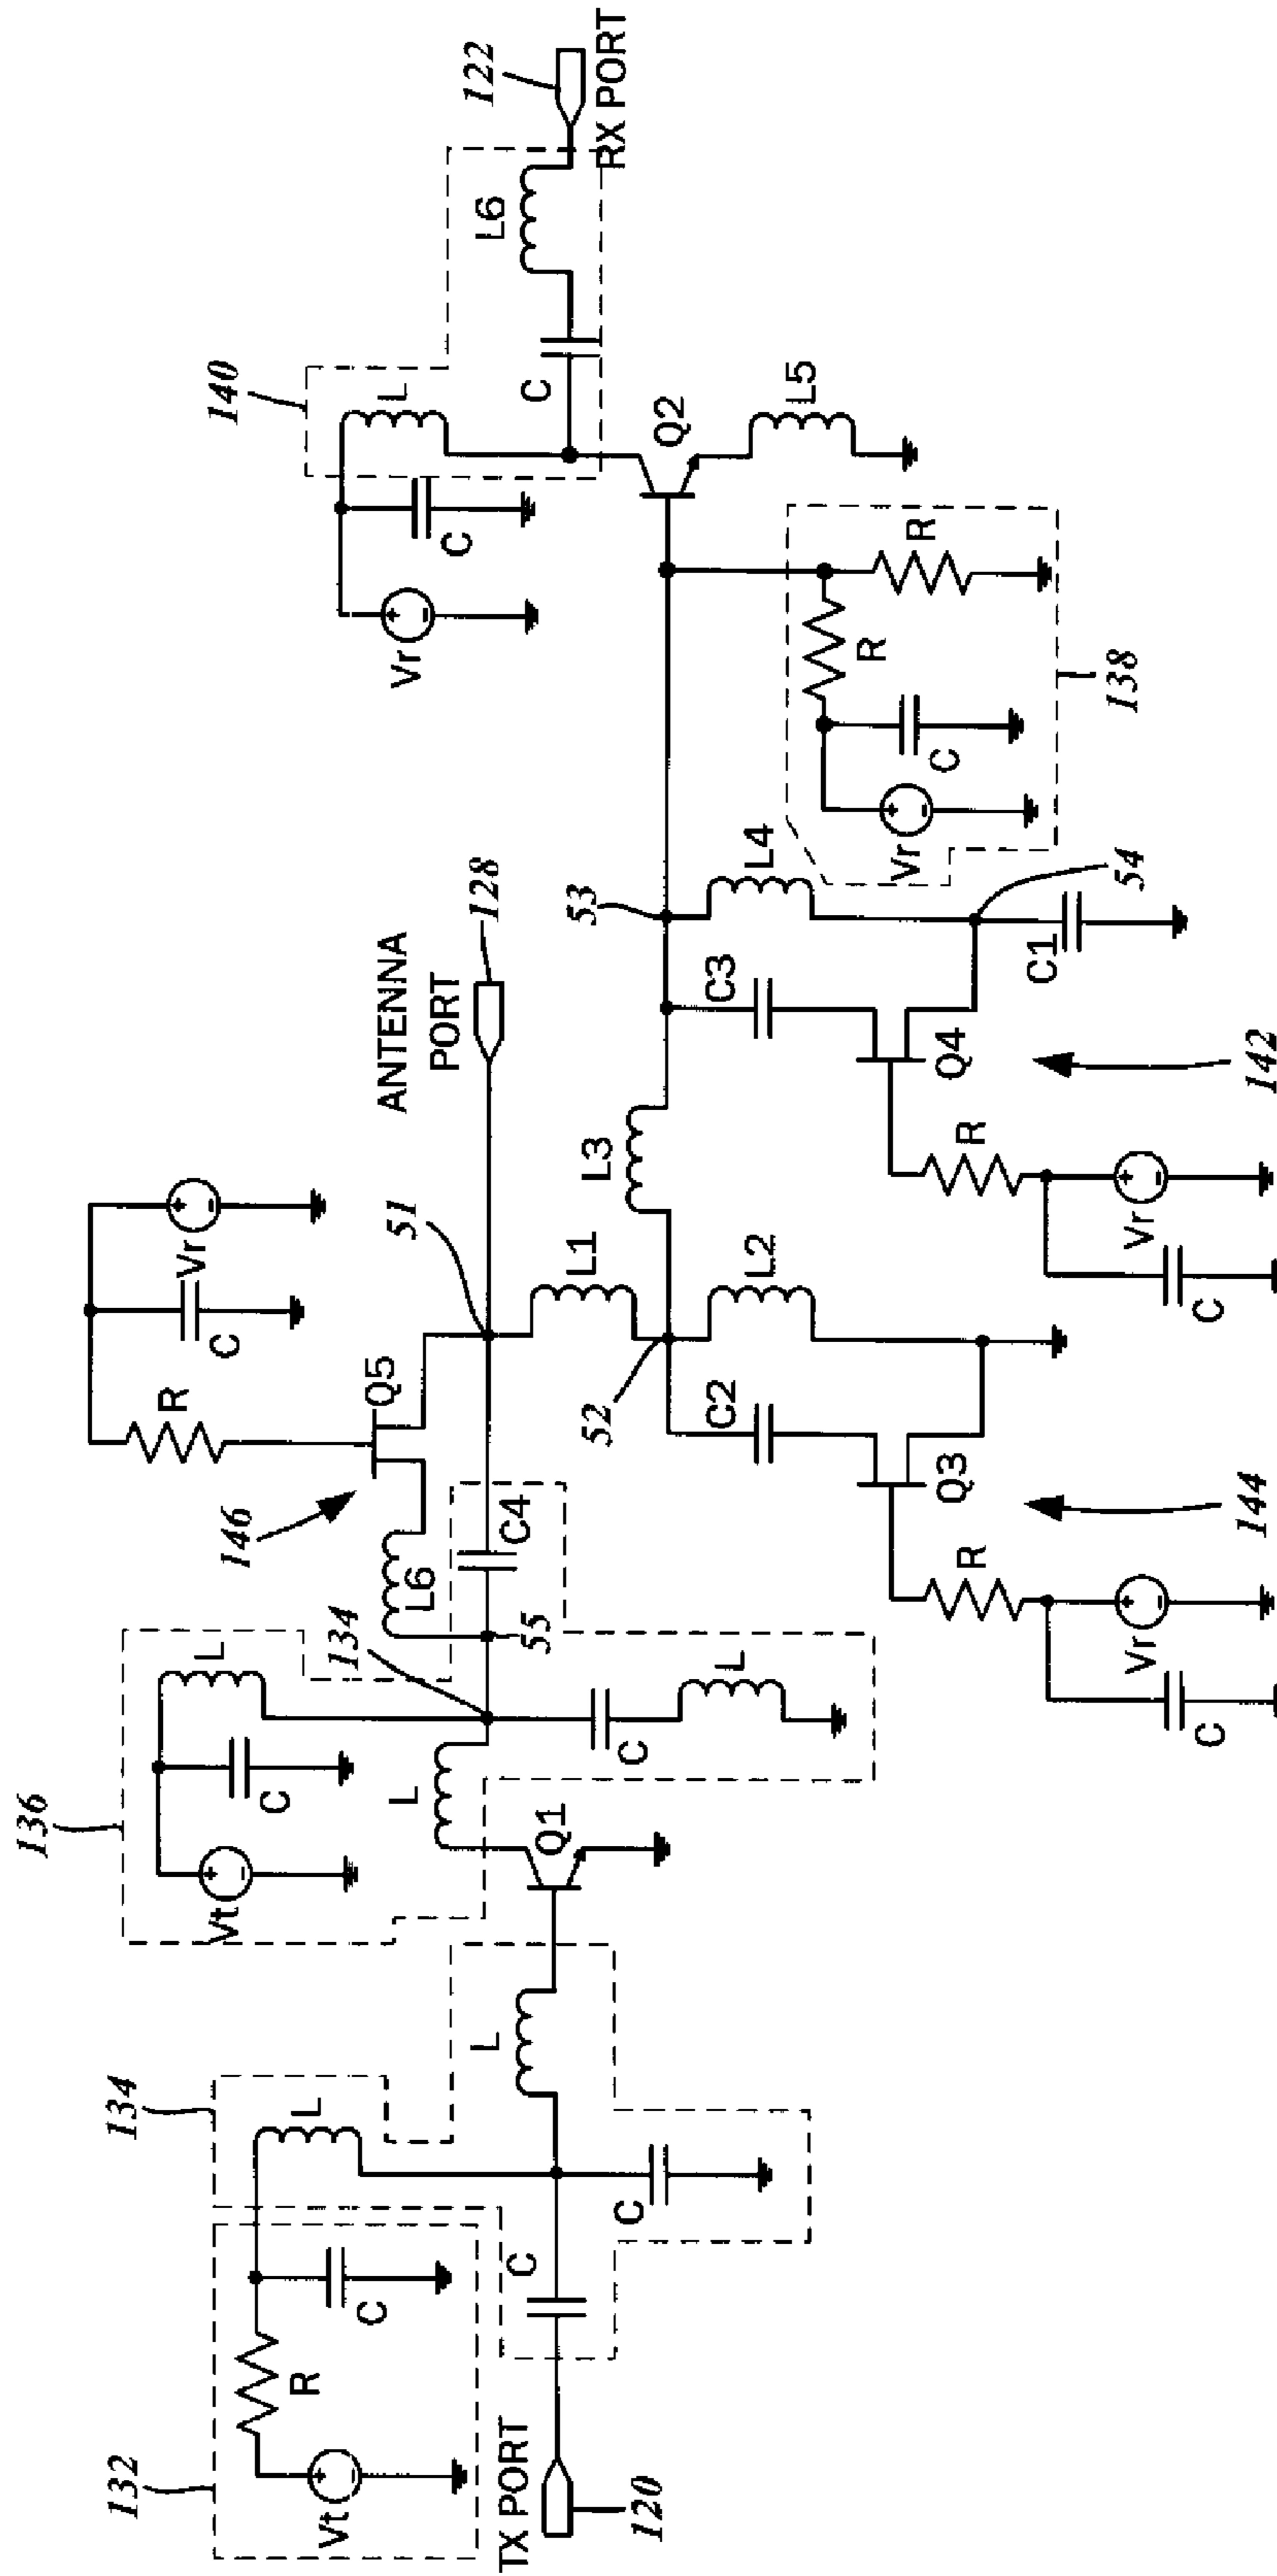 132
Vt
R
C
TX PORT
120
134
L
C
C
L
136
Vt
C
L
L
Q1
C
L
134
55
L6
C4
146
R
Q5
C
Vr
51
ANTENNA
PORT
128
L1
52
L2
C2
Q3
R
Vr
C
144
L3
53
C3
L4
Q4
R
Vr
C
142
54
C1
Vr
C
R
R
138
Vr
C
L
140
C
L6
Q2
L5
122
RX PORT